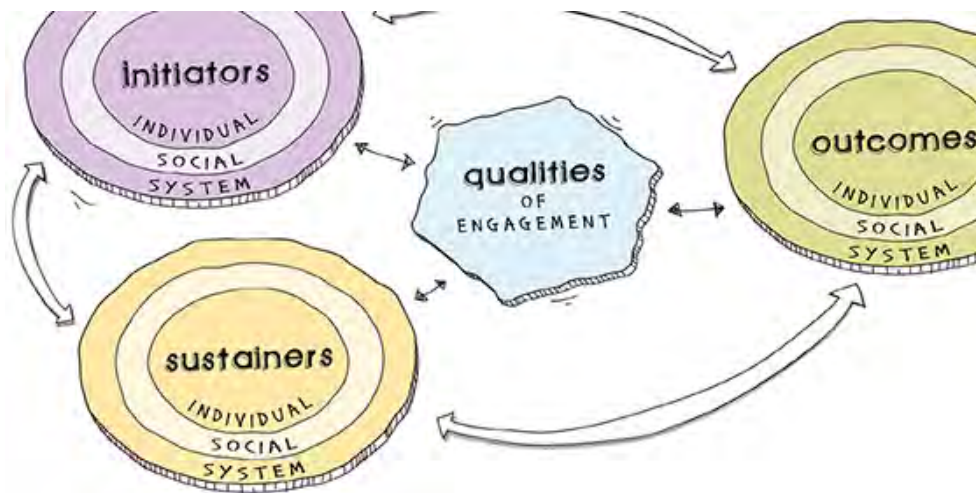 initiators
INDIVIDUAL
SOCIAL
SYSTEM
qualities
OF
ENGAGEMENT
outcomes
INDIVIDUAL
SOCIAL
SYSTEM
sustainers
INDIVIDUAL
SOCIAL
SYSTEM